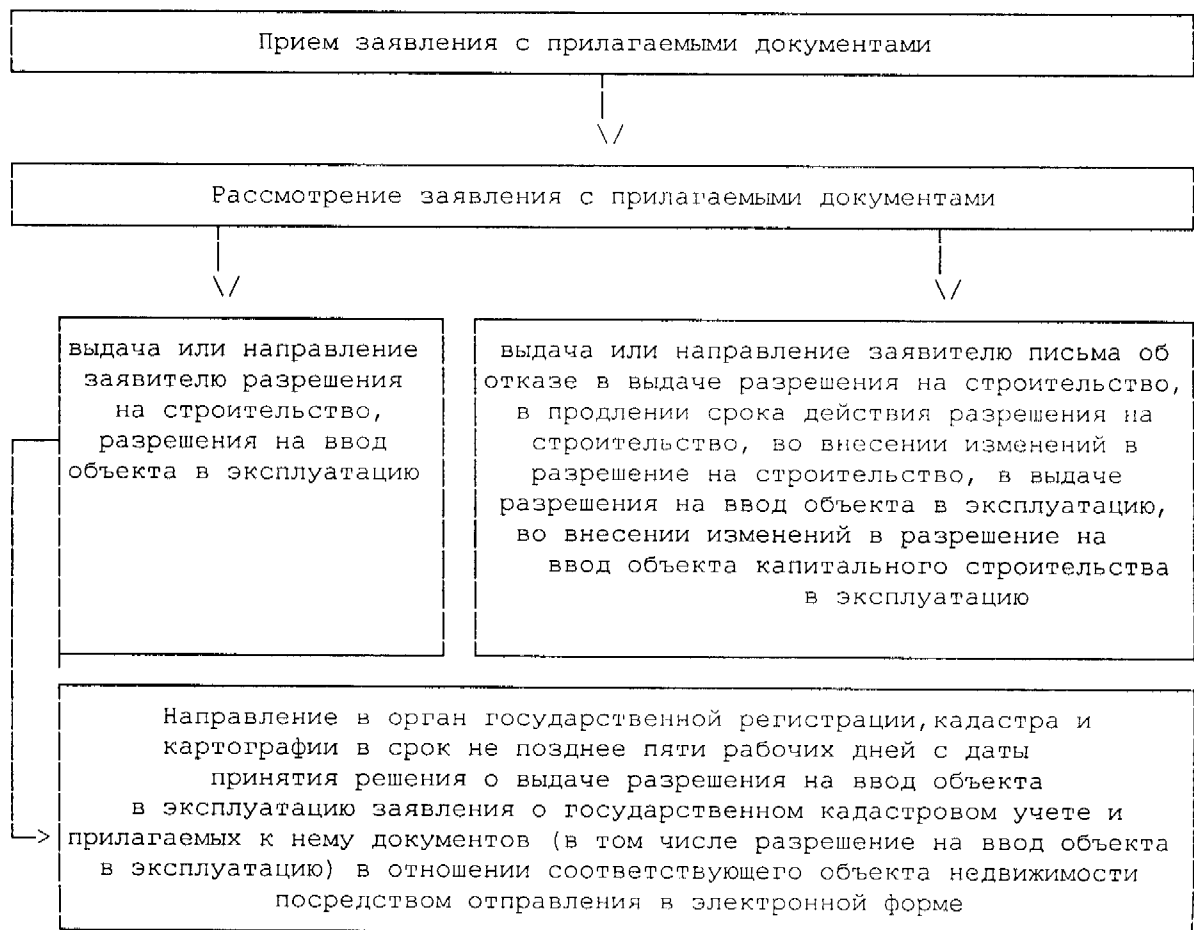 Прием заявления с прилагаемыми документами
Рассмотрение заявления с прилагаемыми документами
выдача или направление
заявителю разрешения
на строительство,
разрешения на ввод
объекта в эксплуатацию
выдача или направление заявителю письма об
отказе в выдаче разрешения на строительство,
в продлении срока действия разрешения на
строительство, во внесении изменений в
разрешение на строительство, в выдаче
разрешения на ввод объекта в эксплуатацию,
во внесении изменений в разрешение на
ввод объекта капитального строительства
в эксплуатацию
Направление в орган государственной регистрации, кадастра и
картографии в срок не позднее пяти рабочих дней с даты
принятия решения о выдаче разрешения на ввод объекта
в эксплуатацию заявления о государственном кадастровом учете и
прилагаемых к нему документов (в том числе разрешение на ввод объекта
в эксплуатацию) в отношении соответствующего объекта недвижимости
посредством отправления в электронной форме